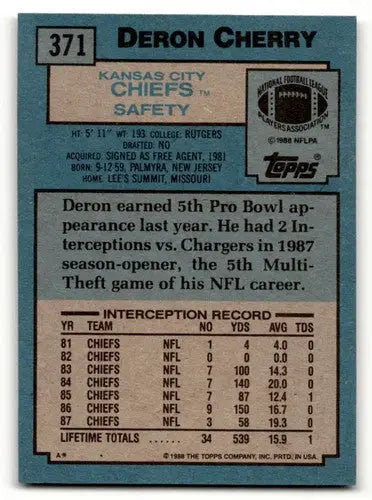 371 DERON CHERRY
KANSAS CITY
CHIEFS™
SAFETY
NATIONAL FOOTBALL LEAGUE
PLAYERS ASSOCIATION
©1988 NFLPA
Topps®
HT: 5' 11" WT: 193 COLLEGE: RUTGERS
DRAFTED: NO
ACQUIRED: SIGNED AS FREE AGENT, 1981
BORN: 9-12-59, PALMYRA, NEW JERSEY
HOME: LEE'S SUMMIT, MISSOURI
Deron earned 5th Pro Bowl ap-
pearance last year. He had 2 In-
terceptions vs. Chargers in 1987
season-opener, the 5th Multi-
Theft game of his NFL career.
INTERCEPTION RECORD
YR TEAM NO YDS AVG TDS
81 CHIEFS NFL 1 4 4.0 0
82 CHIEFS NFL 0 0 0.0 0
83 CHIEFS NFL 7 100 14.3 0
84 CHIEFS NFL 7 140 20.0 0
85 CHIEFS NFL 7 87 12.4 1
86 CHIEFS NFL 9 150 16.7 0
87 CHIEFS NFL 3 58 19.3 0
LIFETIME TOTALS ...... 34 539 15.9 1
A* ©1988 THE TOPPS COMPANY, INC. PRTD. IN USA.